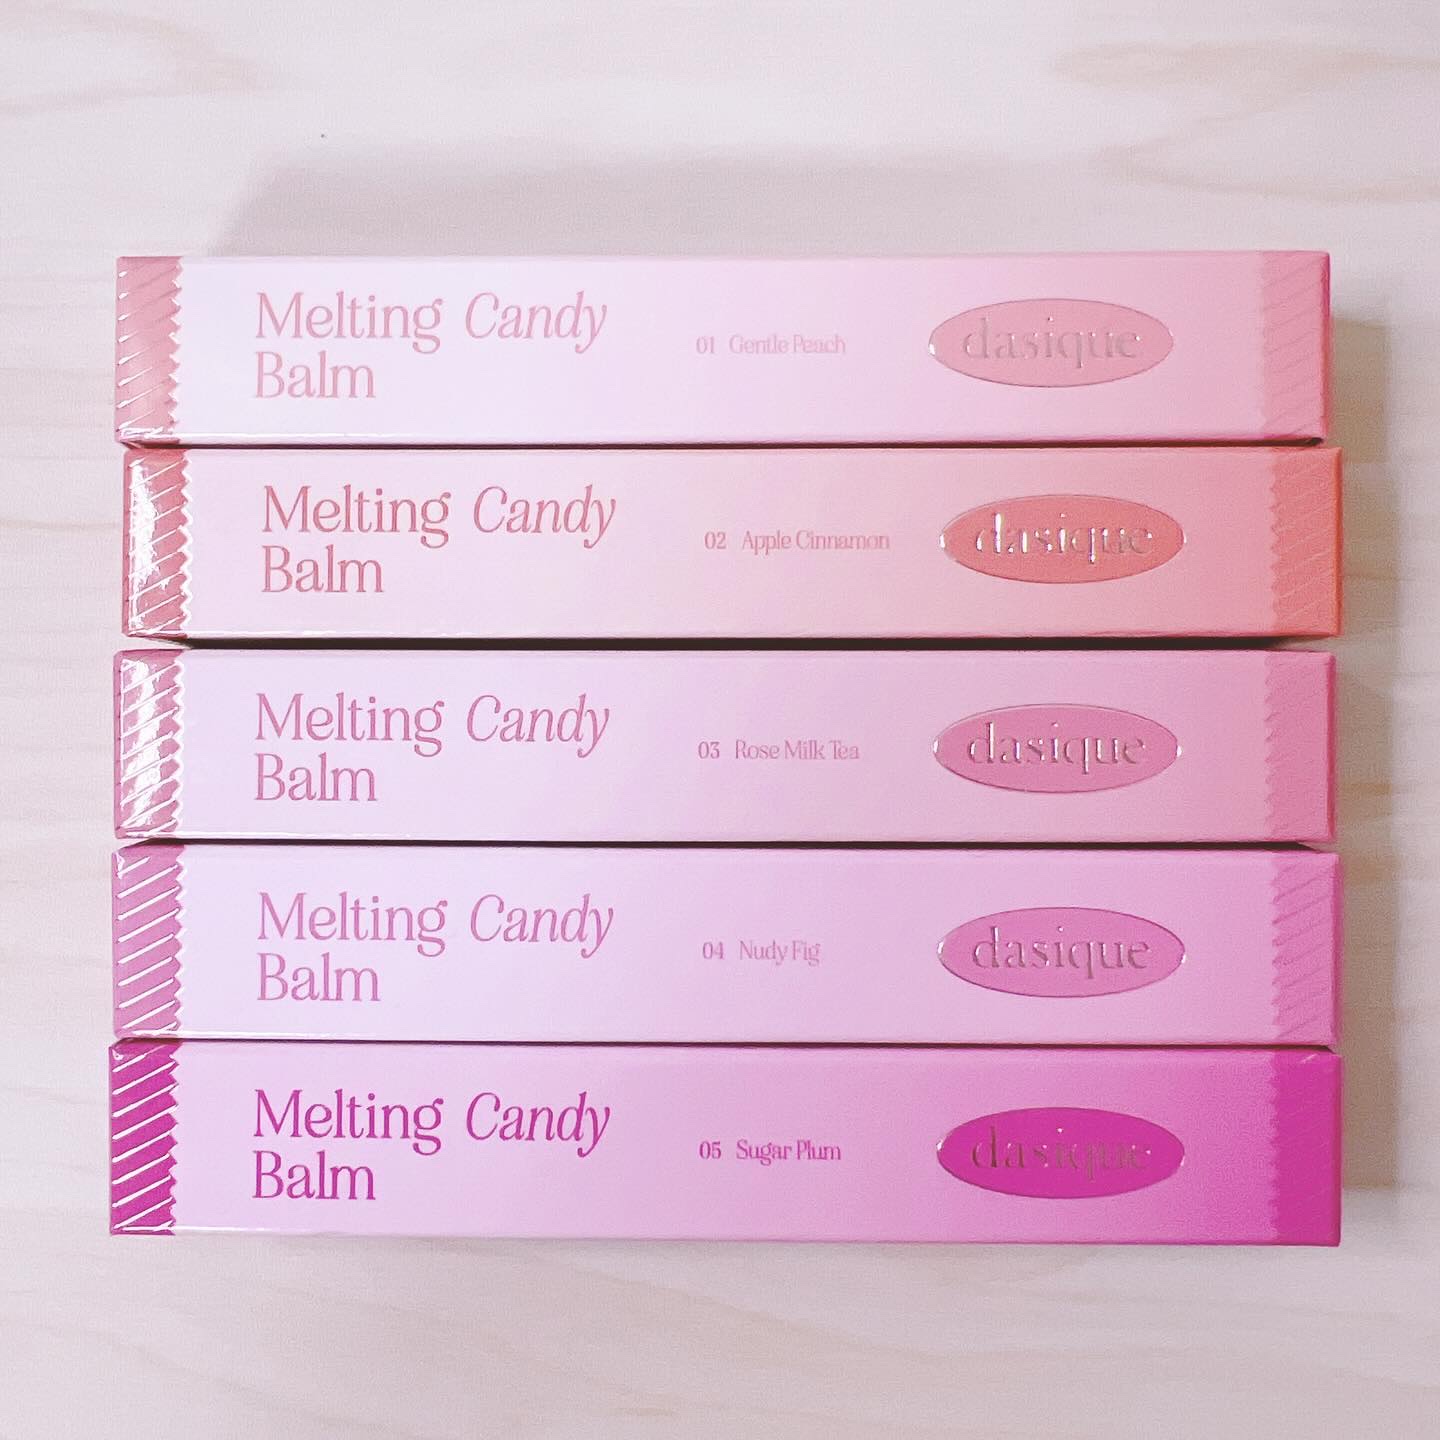 Melting Candy
Balm
01 Gentle Peach
dasique
Melting Candy
Balm
02 Apple Cinnamon
dasique
Melting Candy
Balm
03 Rose Milk Tea
dasique
Melting Candy
Balm
04 Nudy Fig
dasique
Melting Candy
Balm
05 Sugar Plum
dasique